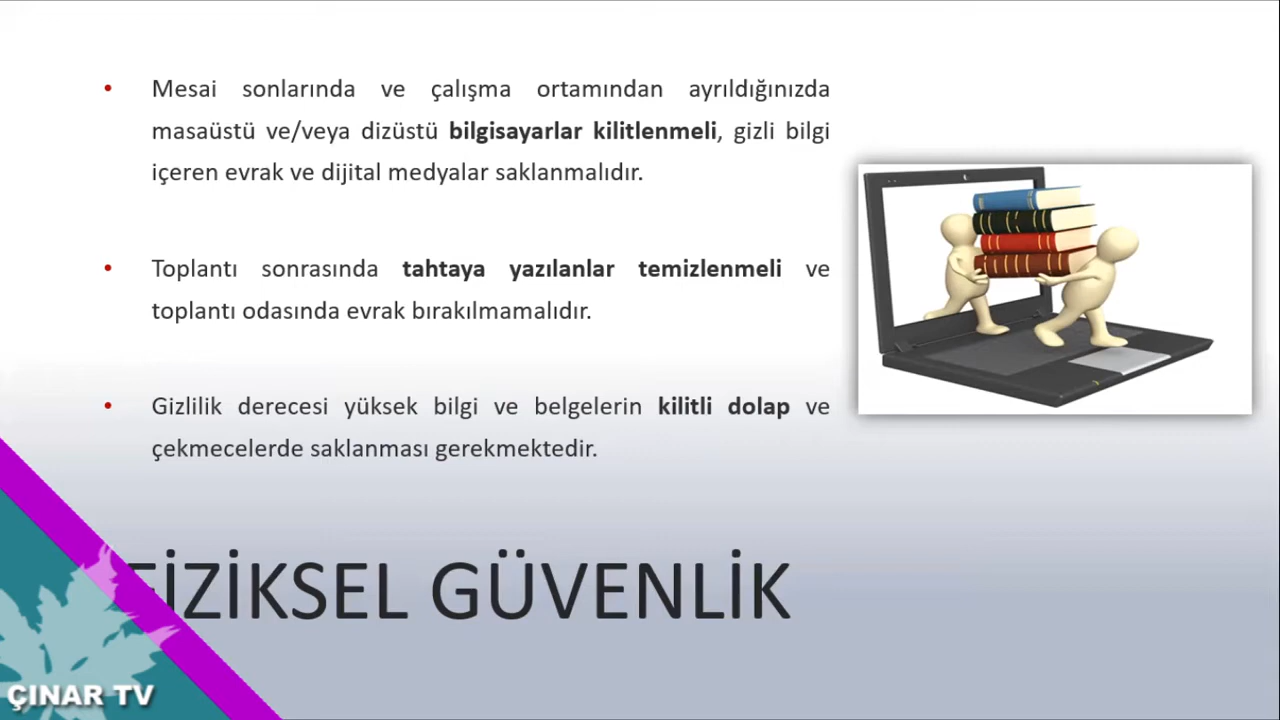 • Mesai sonlarında ve çalışma ortamından ayrıldığınızda
masaüstü ve/veya dizüstü bilgisayarlar kilitlenmeli, gizli bilgi
içeren evrak ve dijital medyalar saklanmalıdır.
• Toplantı sonrasında tahtaya yazılanlar temizlenmeli ve
toplantı odasında evrak bırakılmamalıdır.
• Gizlilik derecesi yüksek bilgi ve belgelerin kilitli dolap ve
çekmecelerde saklanması gerekmektedir.
FİZİKSEL GÜVENLİK
ÇINAR TV